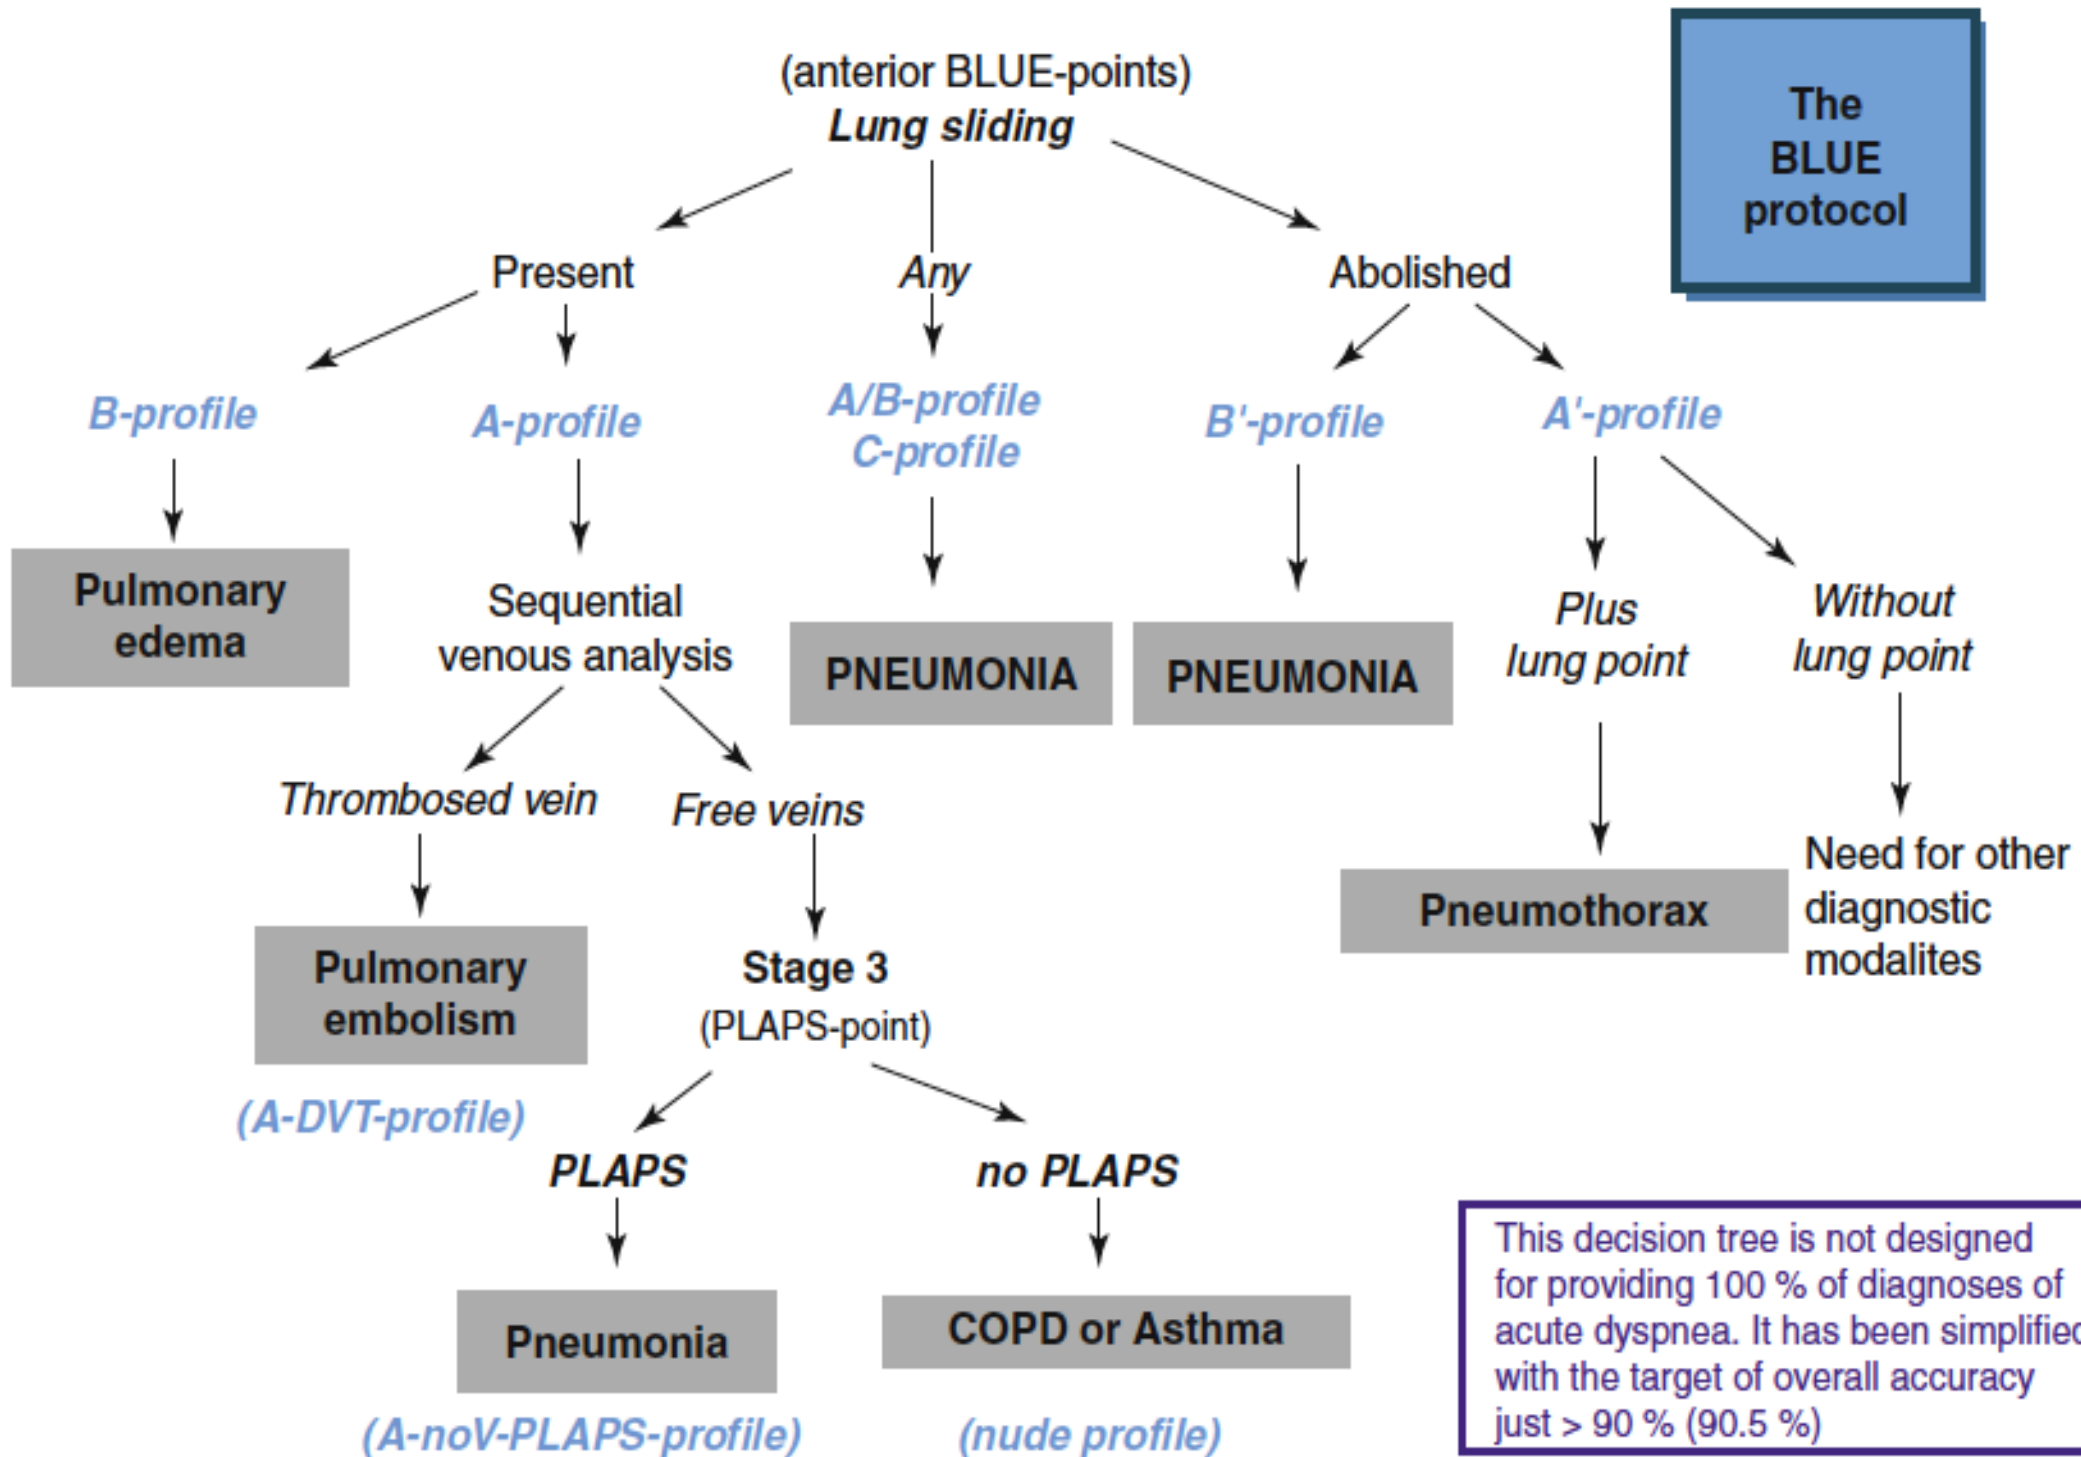 (anterior BLUE-points)
Lung sliding
The
BLUE
protocol
Present
Any
Abolished
B-profile
A-profile
A/B-profile
C-profile
B'-profile
A'-profile
Pulmonary
edema
Sequential
venous analysis
PNEUMONIA
PNEUMONIA
Plus
lung point
Without
lung point
Thrombosed vein
Free veins
Pulmonary
embolism
(A-DVT-profile)
Stage 3
(PLAPS-point)
Pneumothorax
Need for other
diagnostic
modalites
PLAPS
no PLAPS
Pneumonia
(A-noV-PLAPS-profile)
COPD or Asthma
(nude profile)
This decision tree is not designed
for providing 100 % of diagnoses of
acute dyspnea. It has been simplified
with the target of overall accuracy
just > 90 % (90.5 %)